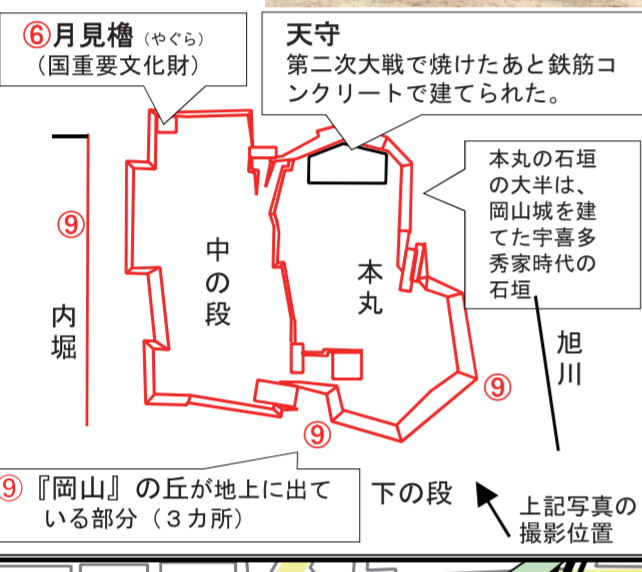 ⑥月見櫓（やぐら）
（国重要文化財）
天守
第二次大戦で焼けたあと鉄筋コ
ンクリートで建てられた。
本丸の石垣
の大半は、
岡山城を建
てた宇喜多
秀家時代の
石垣
⑨
内堀
中の段
本丸
旭川
⑨
⑨
⑨『岡山』の丘が地上に出て
いる部分（３カ所）
下の段
上記写真の
撮影位置